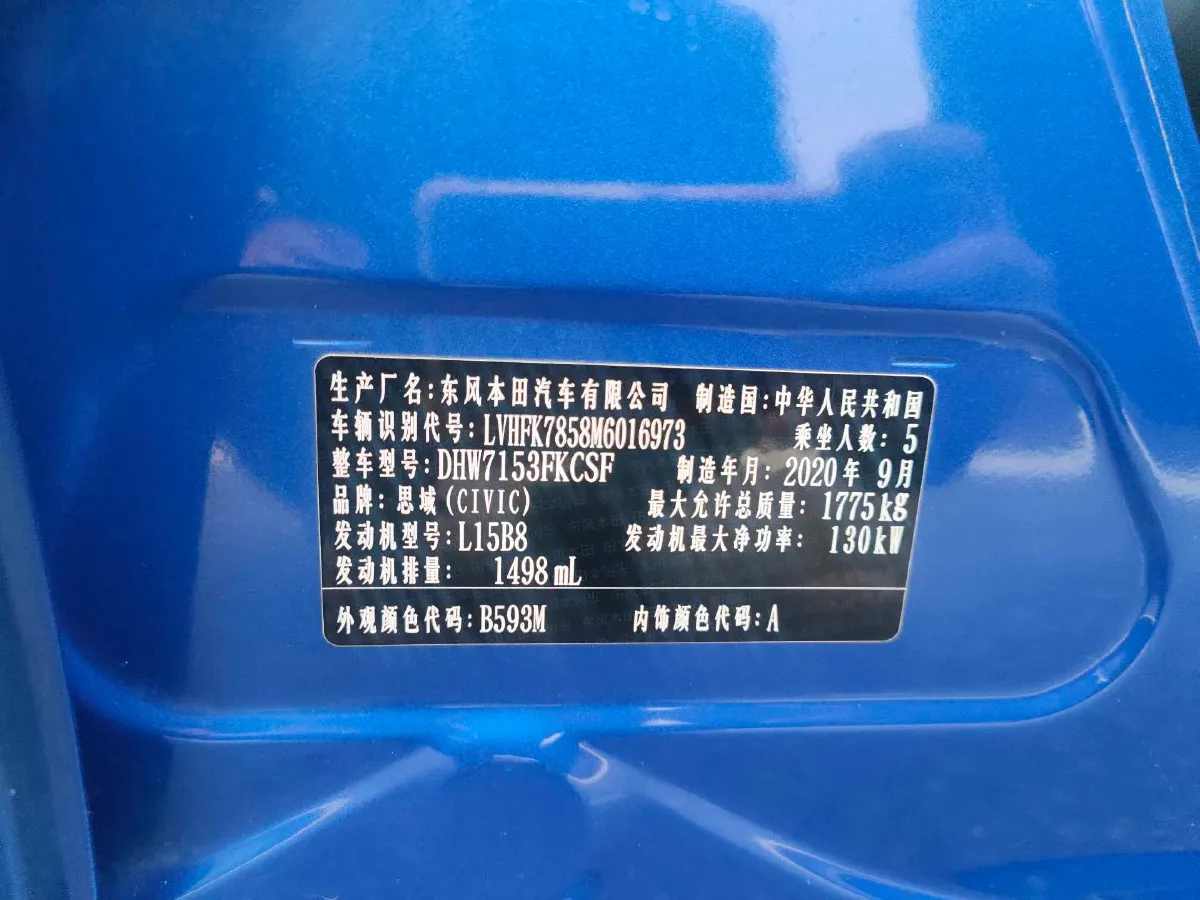 生产厂名:东风本田汽车有限公司 制造国:中华人民共和国
车辆识别代号:LVHFK7858M6016973 乘坐人数:5
整车型号:DHW7153FKCSF 制造年月:2020年9月
品牌:思域(CIVIC) 最大允许总质量:1775kg
发动机型号:L15B8 发动机最大净功率:130kW
发动机排量:1498mL
外观颜色代码:B593M 内饰颜色代码:A